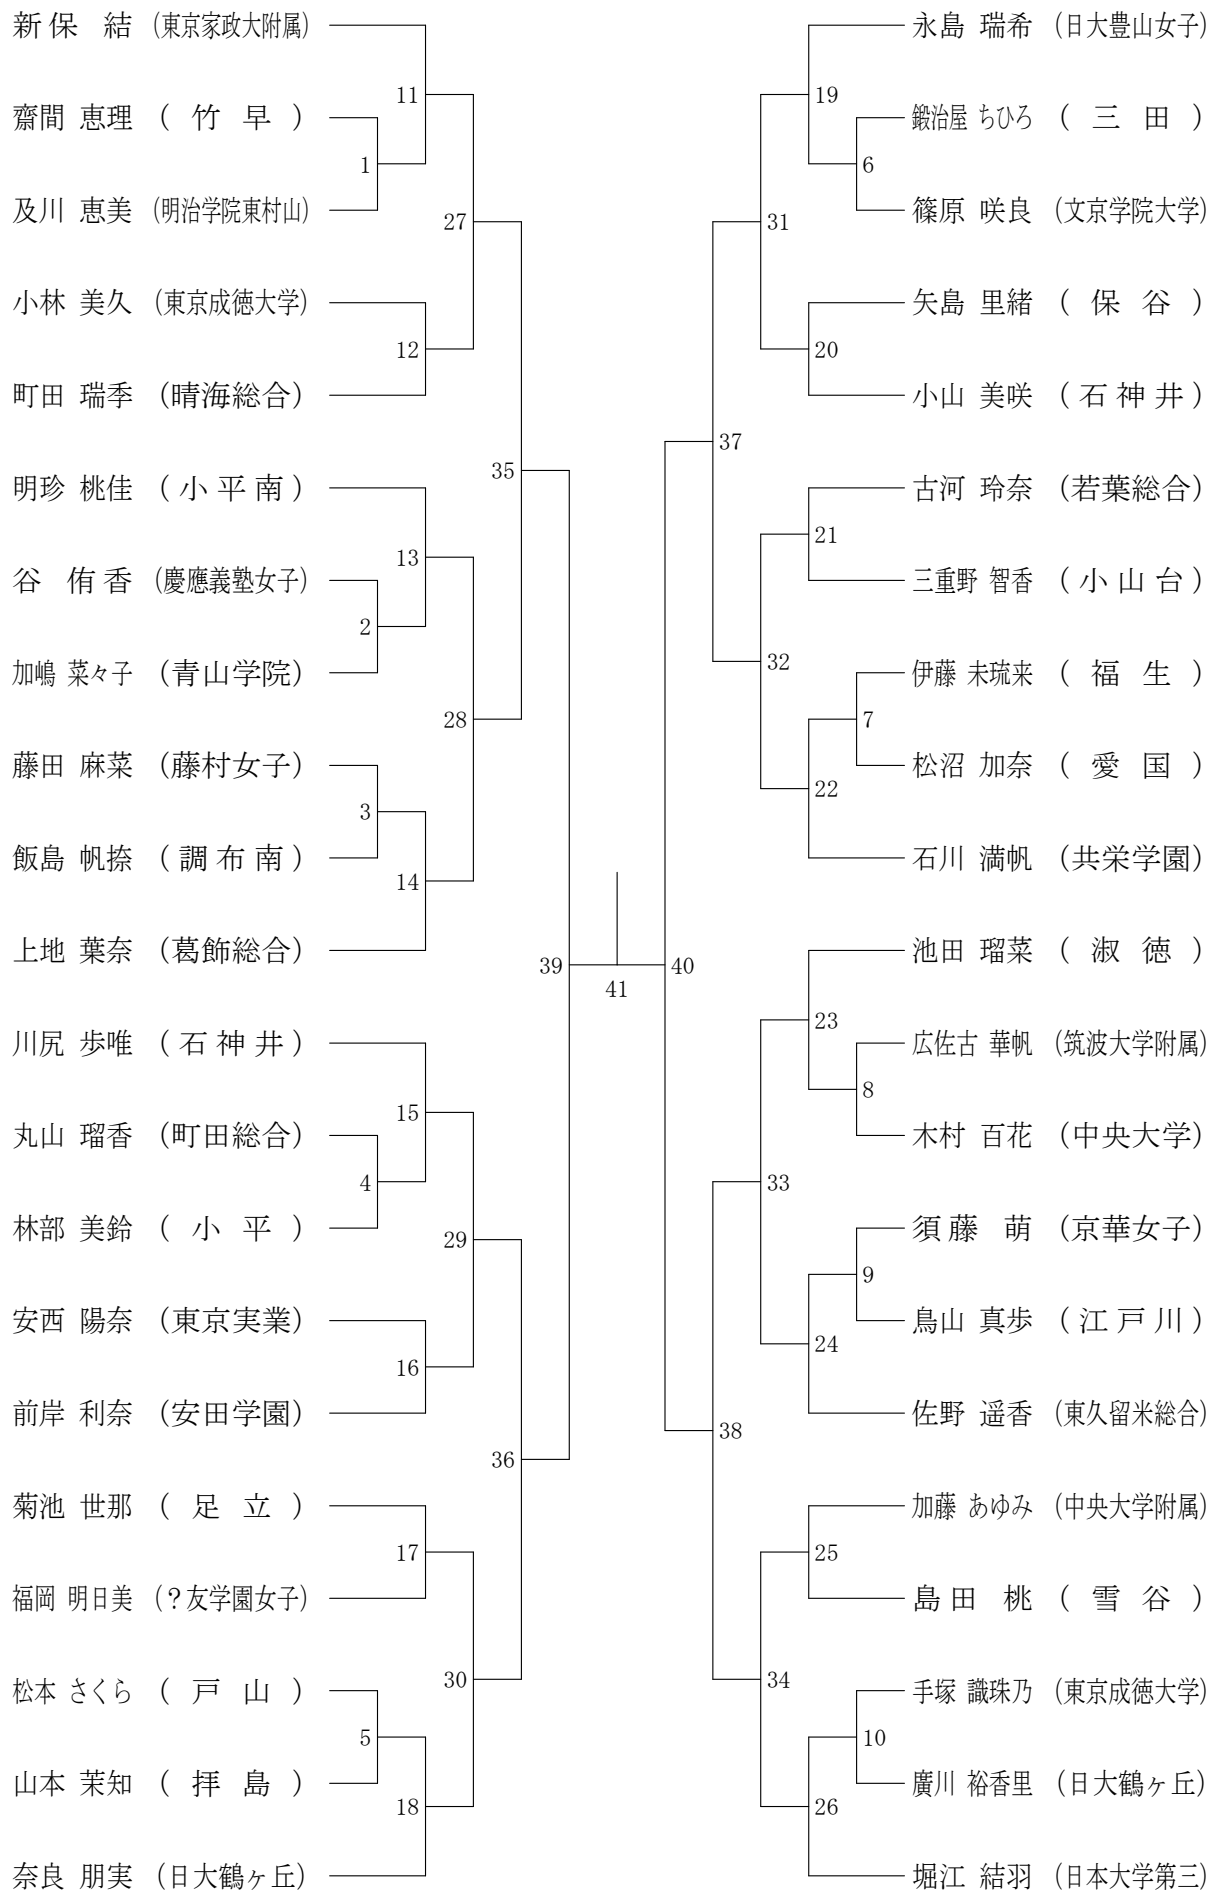 新保 結 (東京家政大附属)
11
齋間 恵理 (竹早)
1
及川 恵美 (明治学院東村山)
27
小林 美久 (東京成徳大学)
12
町田 瑞季 (晴海総合)
35
明珍 桃佳 (小平南)
13
谷 侑香 (慶應義塾女子)
2
加嶋 菜々子 (青山学院)
28
藤田 麻菜 (藤村女子)
3
飯島 帆捺 (調布南)
14
上地 葉奈 (葛飾総合)
39
川尻 歩唯 (石神井)
15
丸山 瑠香 (町田総合)
4
林部 美鈴 (小平)
29
安西 陽奈 (東京実業)
16
前岸 利奈 (安田学園)
36
菊池 世那 (足立)
17
福岡 明日美 (?友学園女子)
30
松本 さくら (戸山)
5
山本 茉知 (拝島)
18
奈良 朋実 (日大鶴ヶ丘)
41
永島 瑞希 (日大豊山女子)
19
鍛治屋 ちひろ (三田)
6
篠原 咲良 (文京学院大学)
31
矢島 里緒 (保谷)
20
小山 美咲 (石神井)
37
古河 玲奈 (若葉総合)
21
三重野 智香 (小山台)
32
伊藤 未琉来 (福生)
7
松沼 加奈 (愛国)
22
石川 満帆 (共栄学園)
40
池田 瑠菜 (淑徳)
23
広佐古 華帆 (筑波大学附属)
8
木村 百花 (中央大学)
33
須藤 萌 (京華女子)
9
鳥山 真歩 (江戸川)
24
佐野 遥香 (東久留米総合)
38
加藤 あゆみ (中央大学附属)
25
島田 桃 (雪谷)
34
手塚 識珠乃 (東京成徳大学)
10
廣川 裕香里 (日大鶴ヶ丘)
26
堀江 結羽 (日本大学第三)